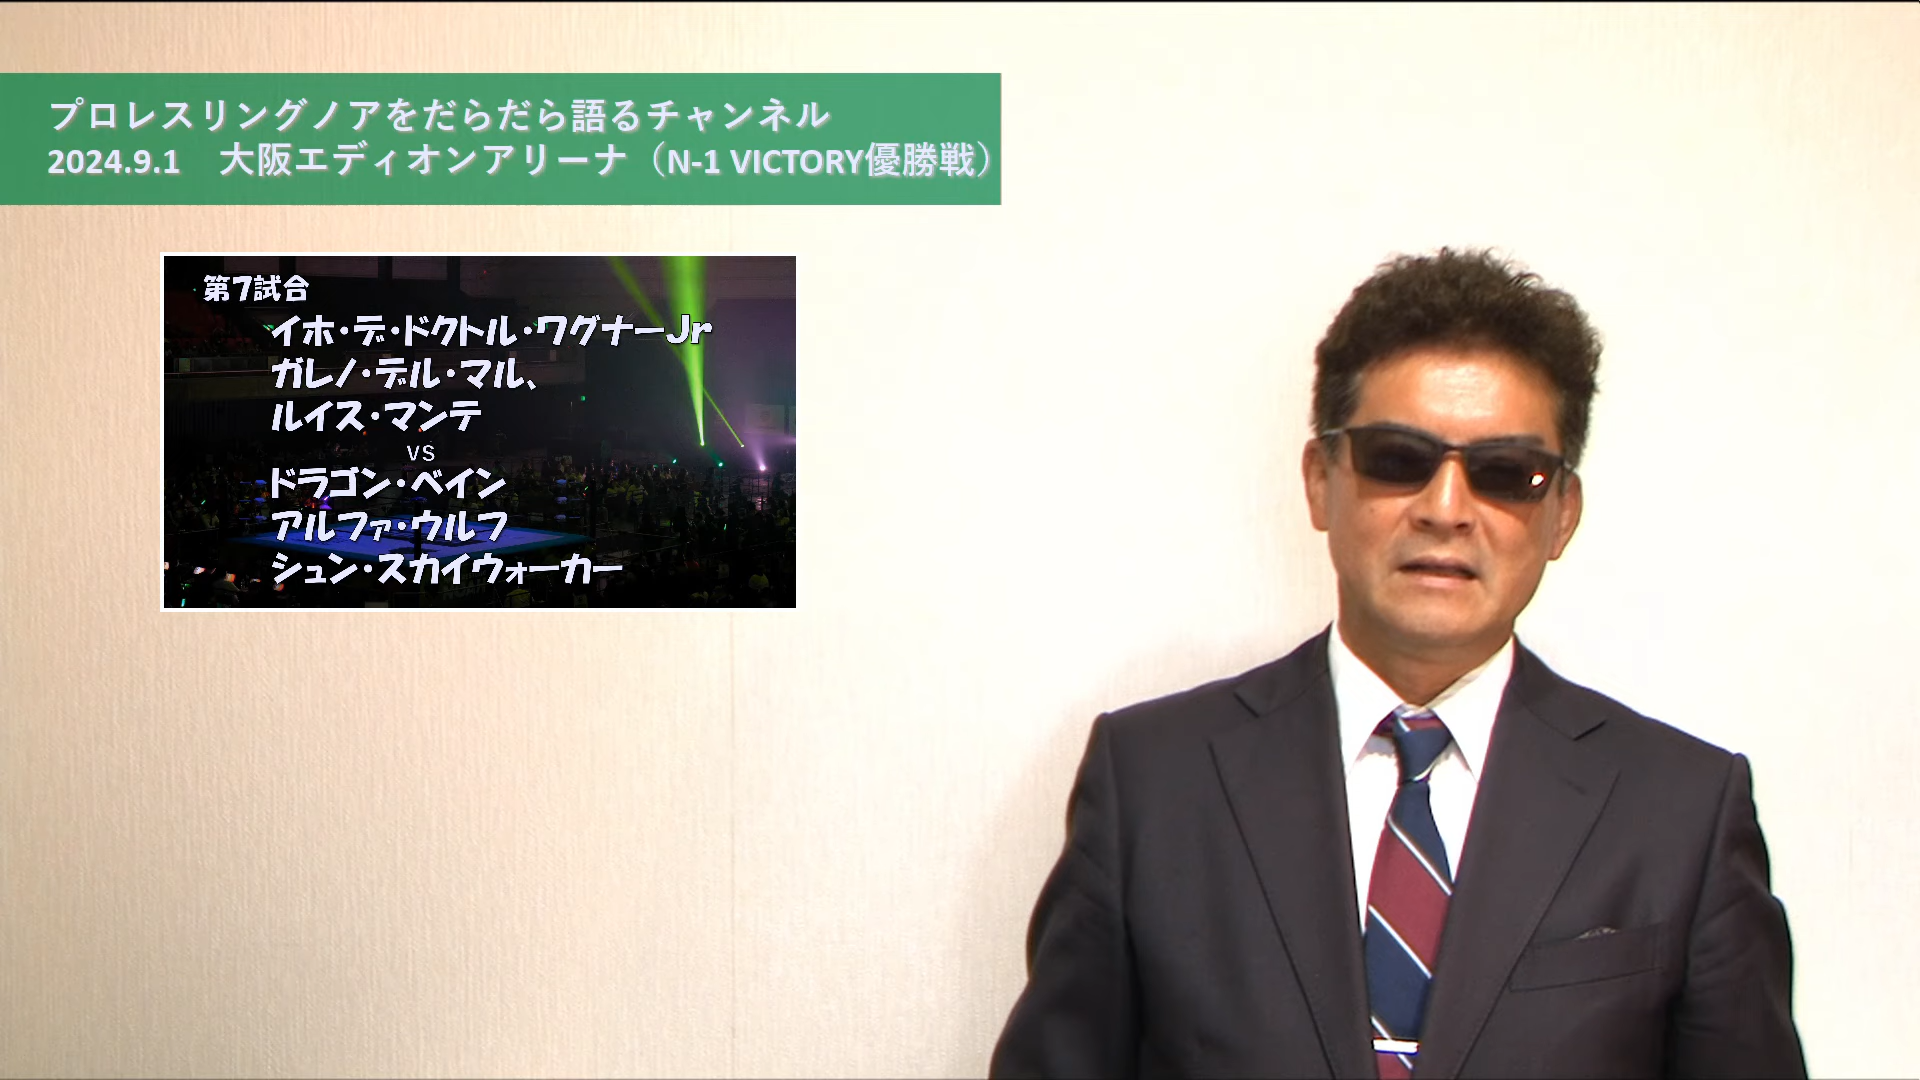 プロレスリングノアをだらだら語るチャンネル
2024.9.1　大阪エディオンアリーナ（N-1 VICTORY優勝戦）
第7試合
イホ・デ・ドクトル・ワグナーJr
ガレノ・デル・マル、
ルイス・マンテ
VS
ドラゴン・ベイン
アルファ・ウルフ
シュン・スカイウォーカー